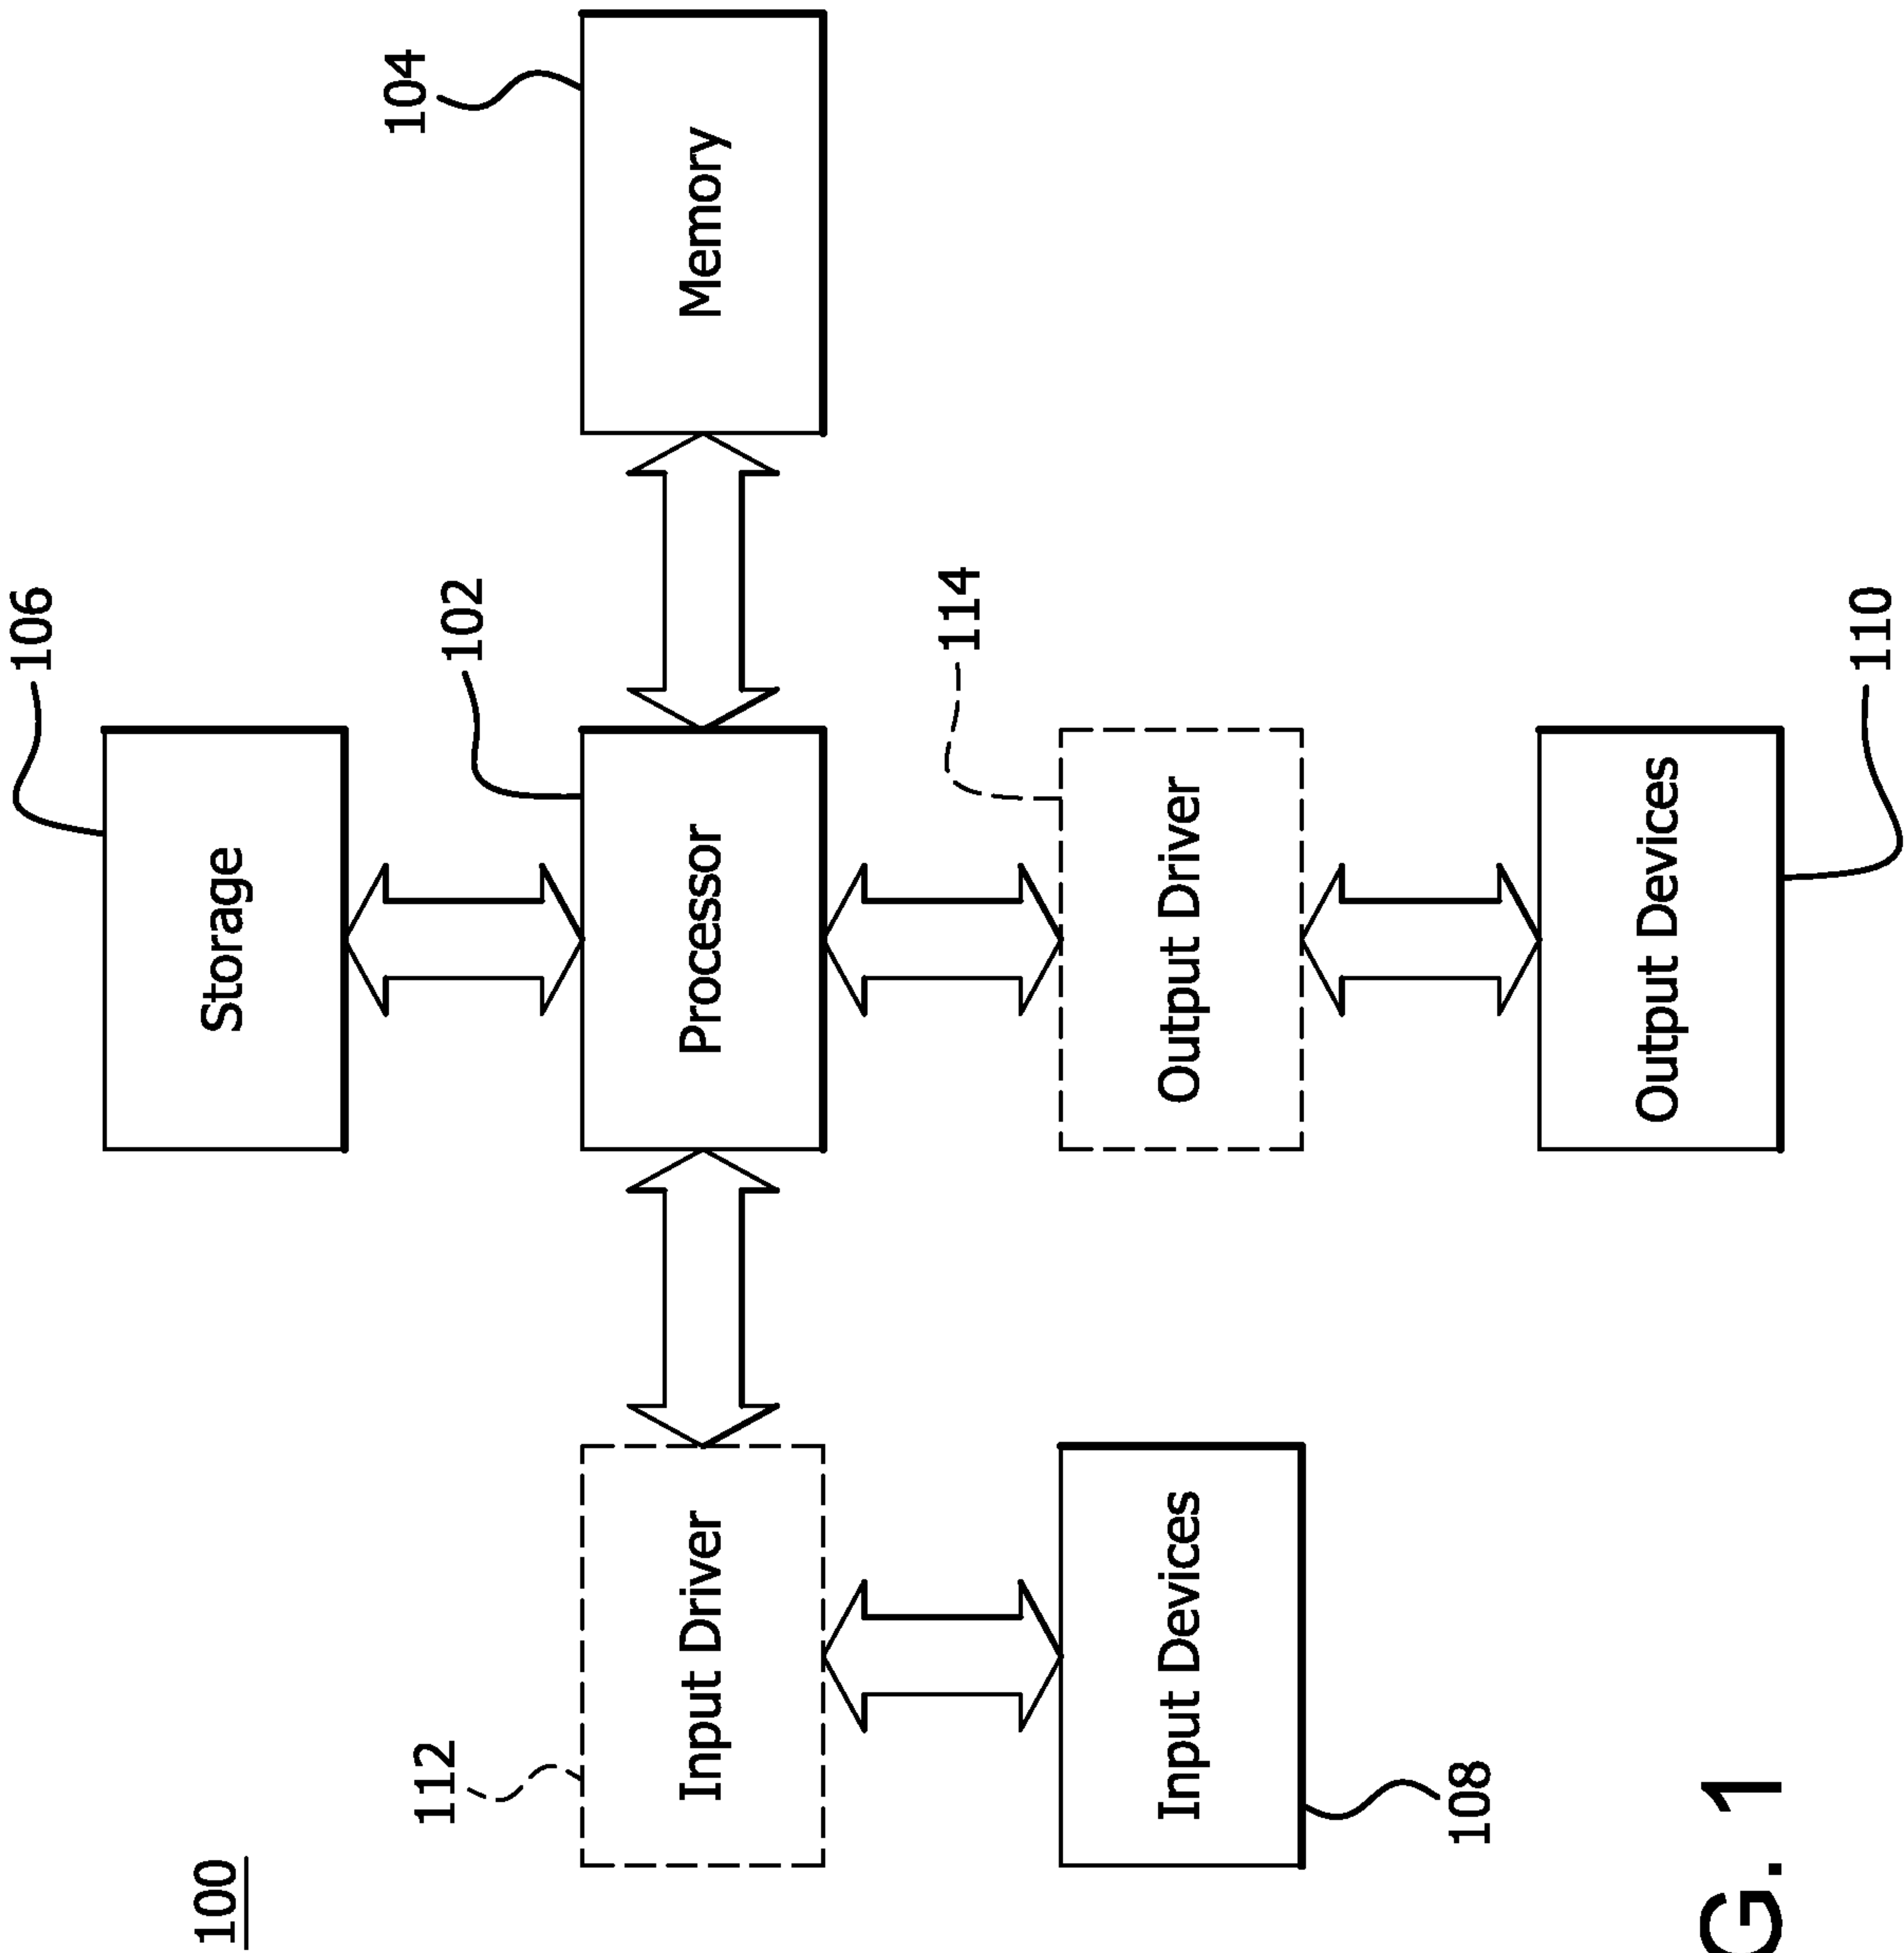 106
100
Storage
104
112
102
Input Driver
Processor
Memory
114
Input Devices
Output Driver
108
Output Devices
G. 1
110